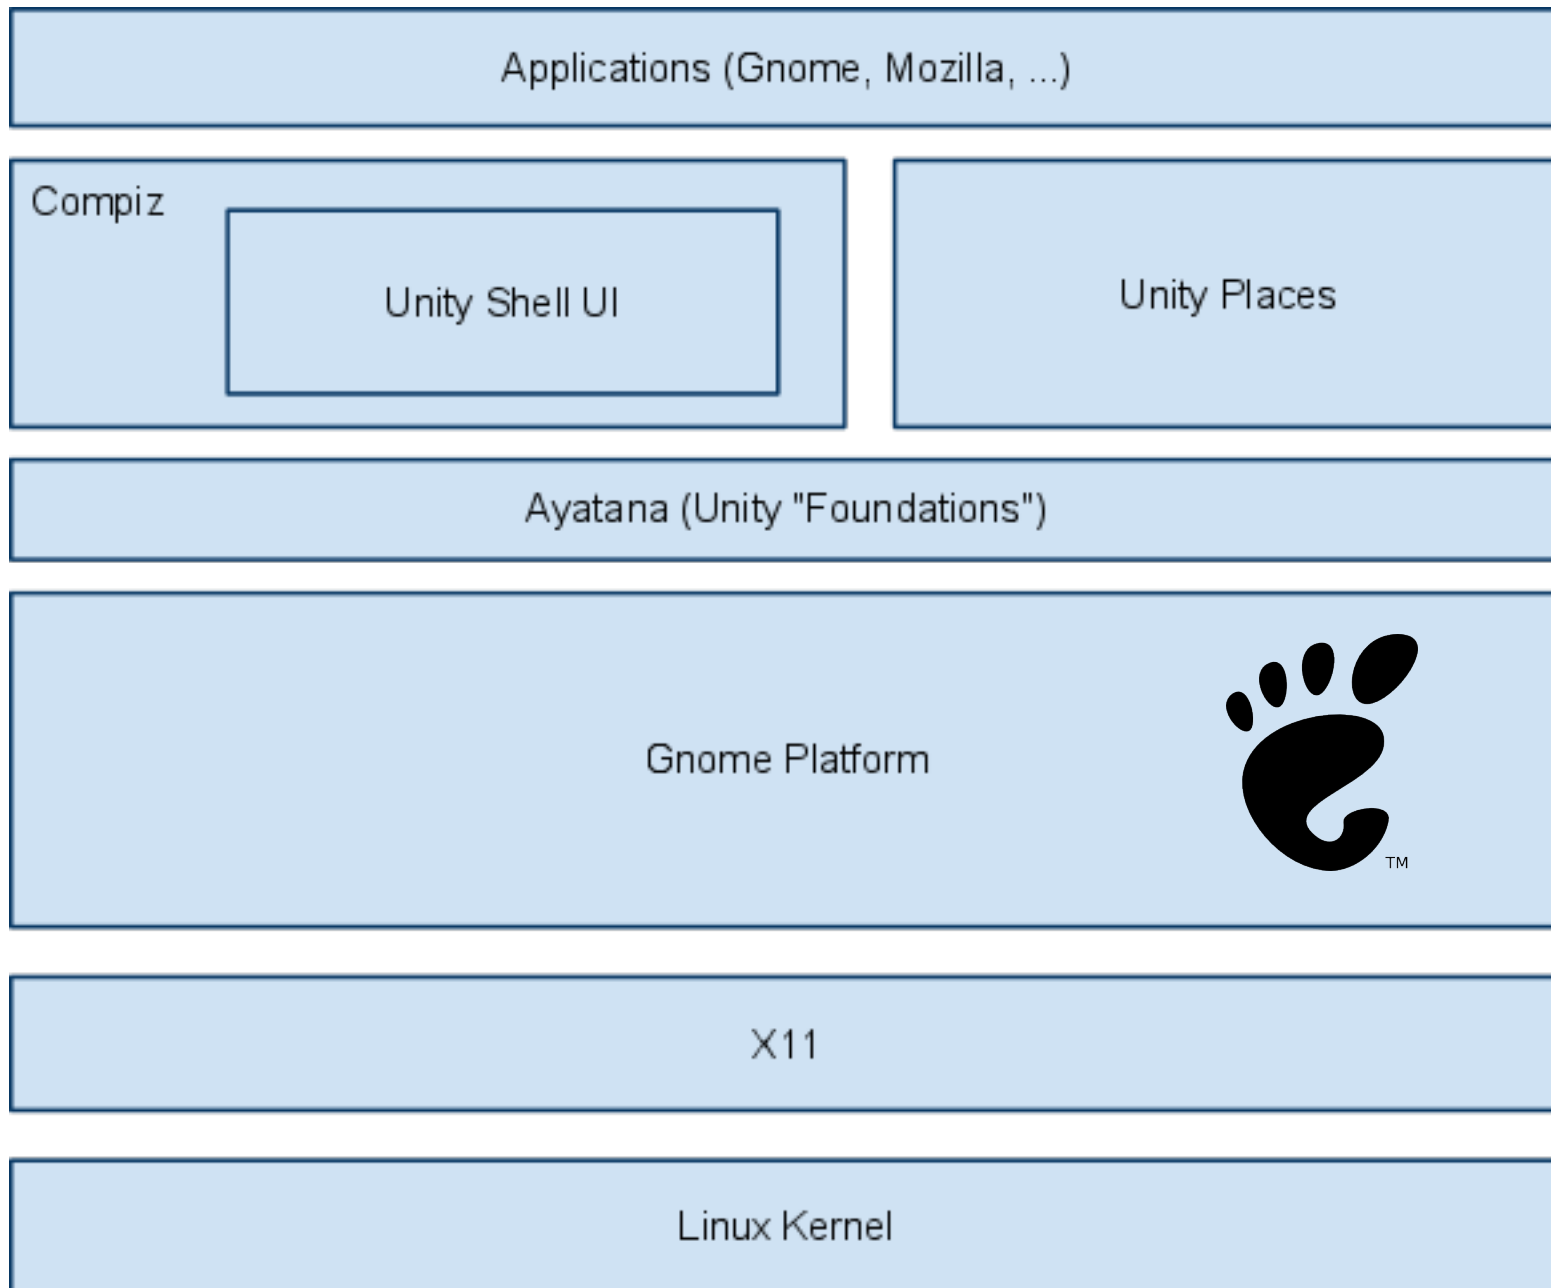 Applications (Gnome, Mozilla, ...)
Compiz
Unity Shell UI
Unity Places
Ayatana (Unity "Foundations")
Gnome Platform
TM
X11
Linux Kernel